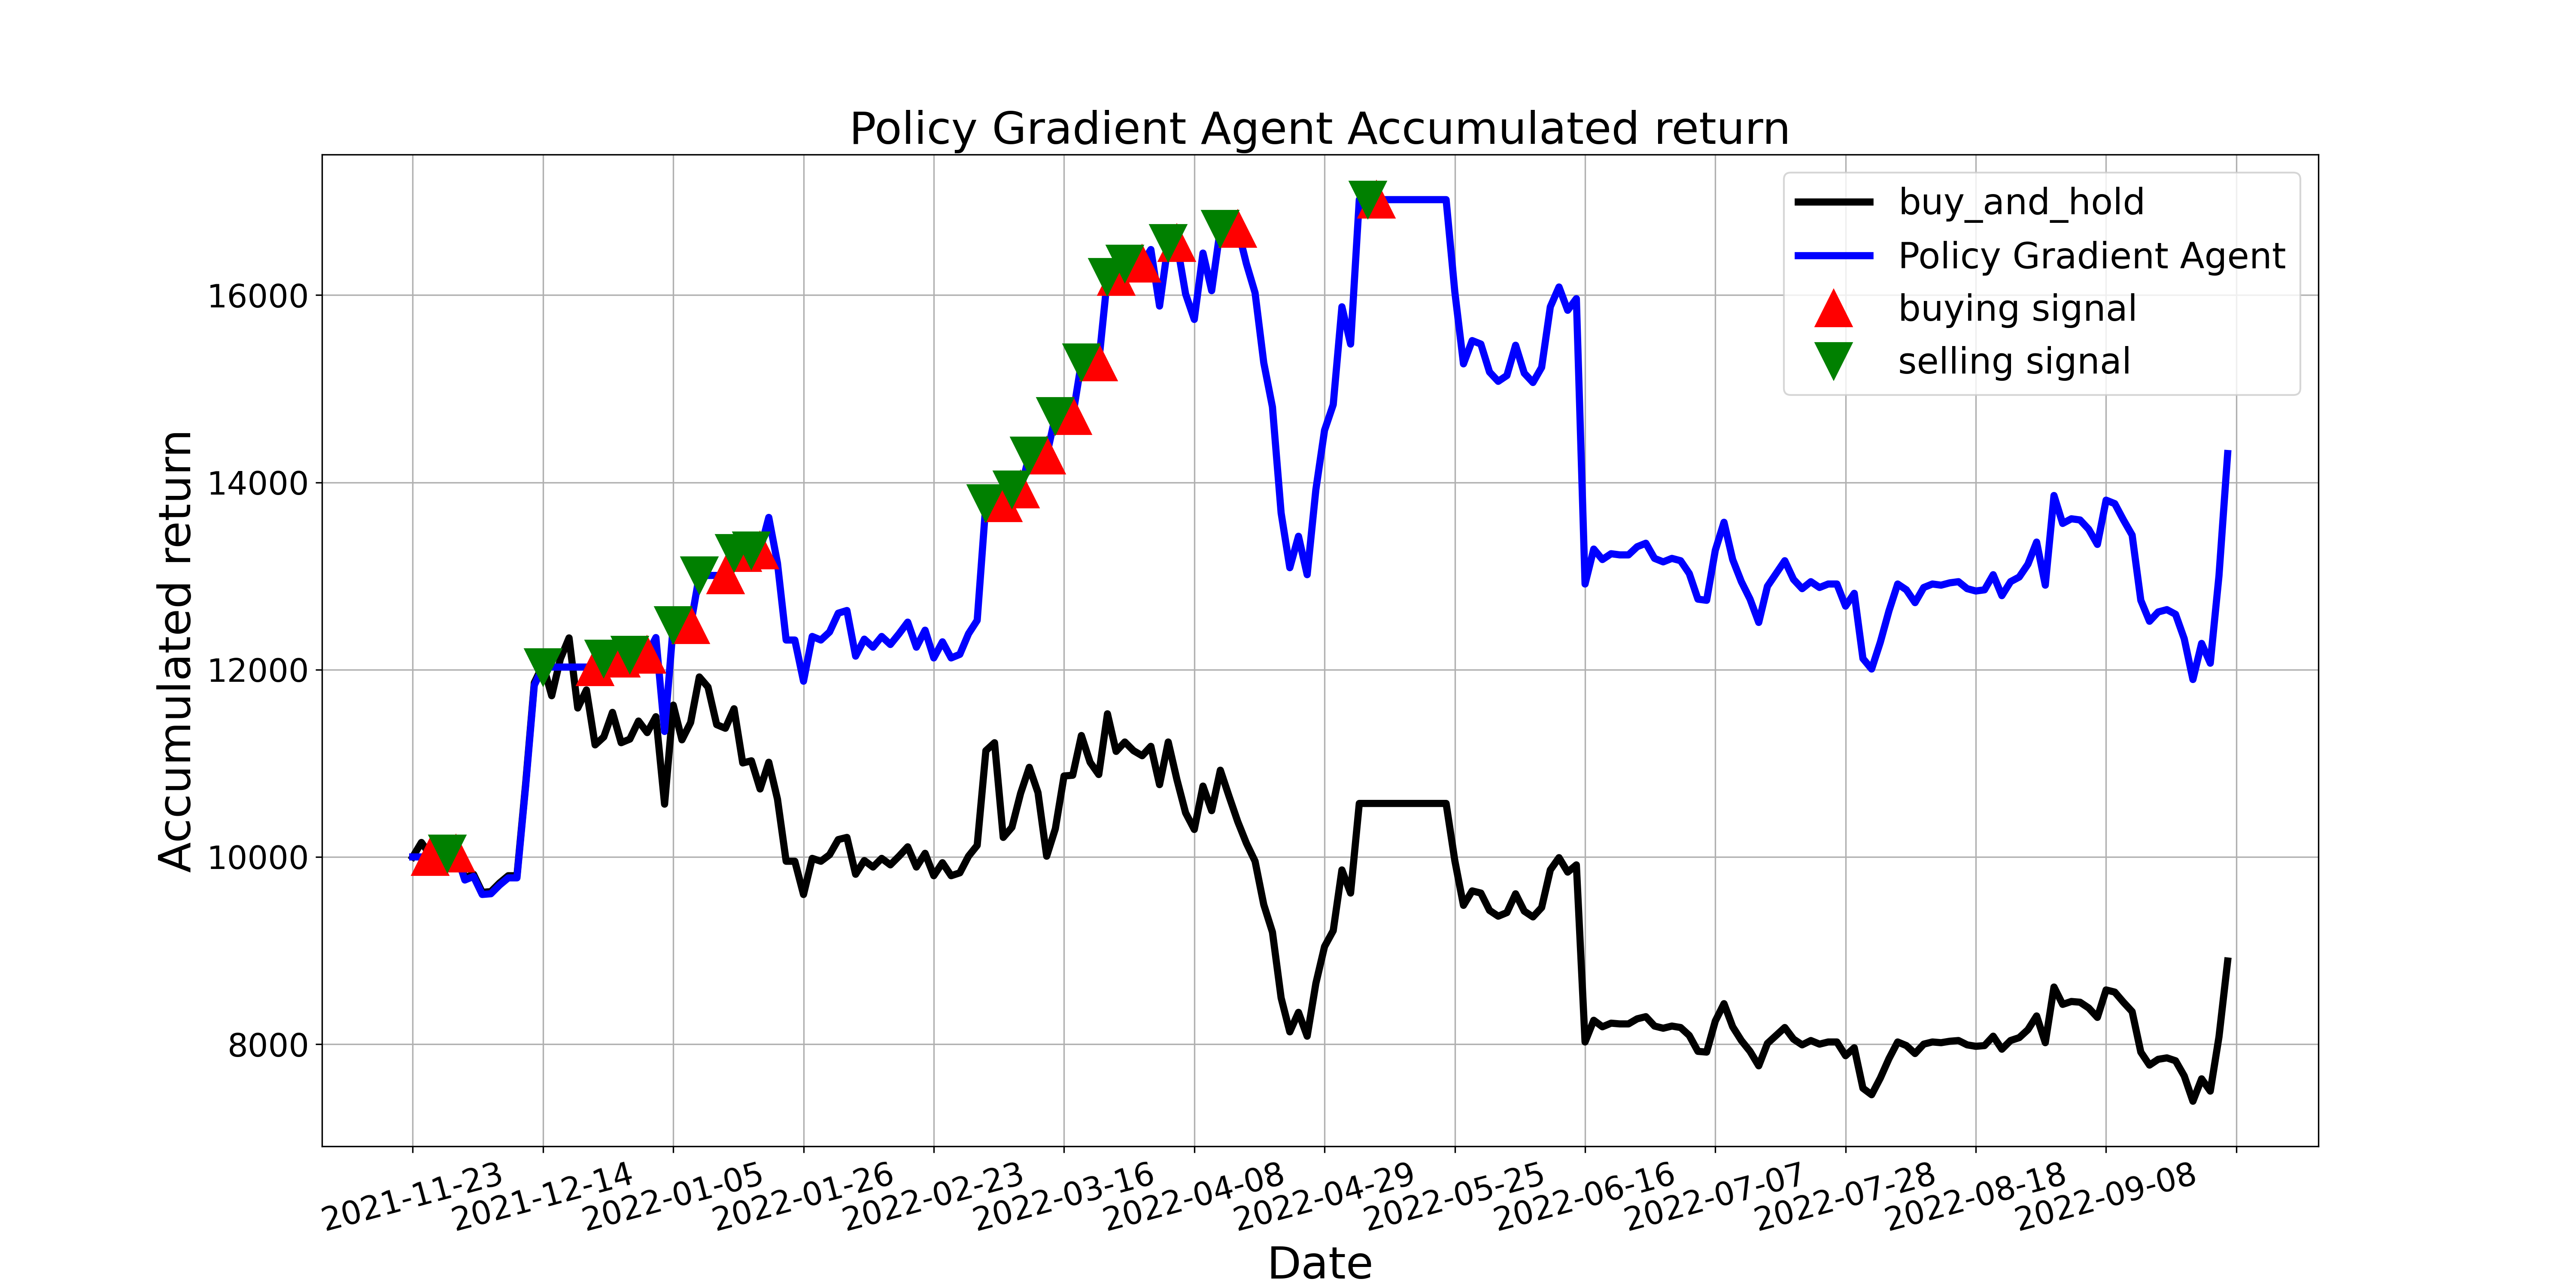 Policy Gradient Agent Accumulated return
buy_and_hold
Policy Gradient Agent
buying signal
selling signal
Accumulated return
16000
14000
12000
10000
8000
2021-11-23
2021-12-14
2022-01-05
2022-01-26
2022-02-23
2022-03-16
2022-04-08
2022-04-29
2022-05-25
2022-06-16
2022-07-07
2022-07-28
2022-08-18
2022-09-08
Date